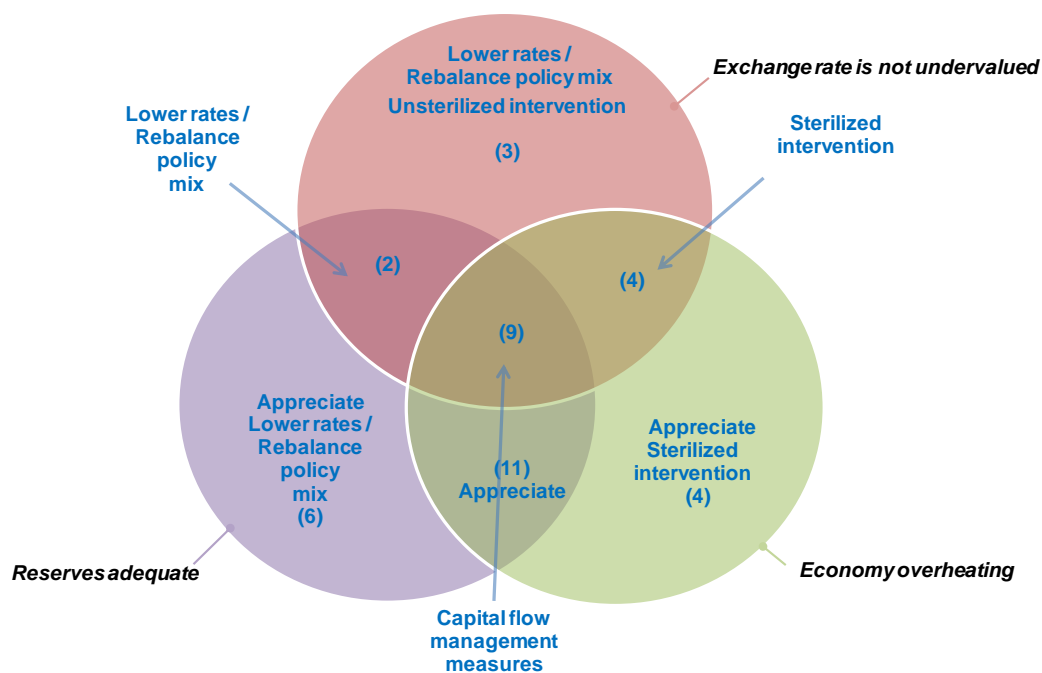 Lower rates /
Rebalance policy mix
Unsterilized intervention
(3)
Exchange rate is not undervalued
Lower rates /
Rebalance
policy
mix
Sterilized
intervention
(2)
(4)
(9)
Appreciate
Lower rates /
Rebalance
policy
mix
(6)
(11)
Appreciate
Appreciate
Sterilized
intervention
(4)
Reserves adequate
Economy overheating
Capital flow
management
measures